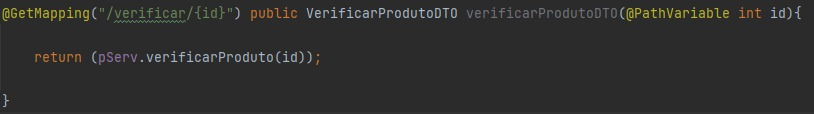 @GetMapping("/verificar/{id}") public VerificarProdutoDTO verificarProdutoDTO(@PathVariable int id){
return (pServ.verificarProduto(id));
}